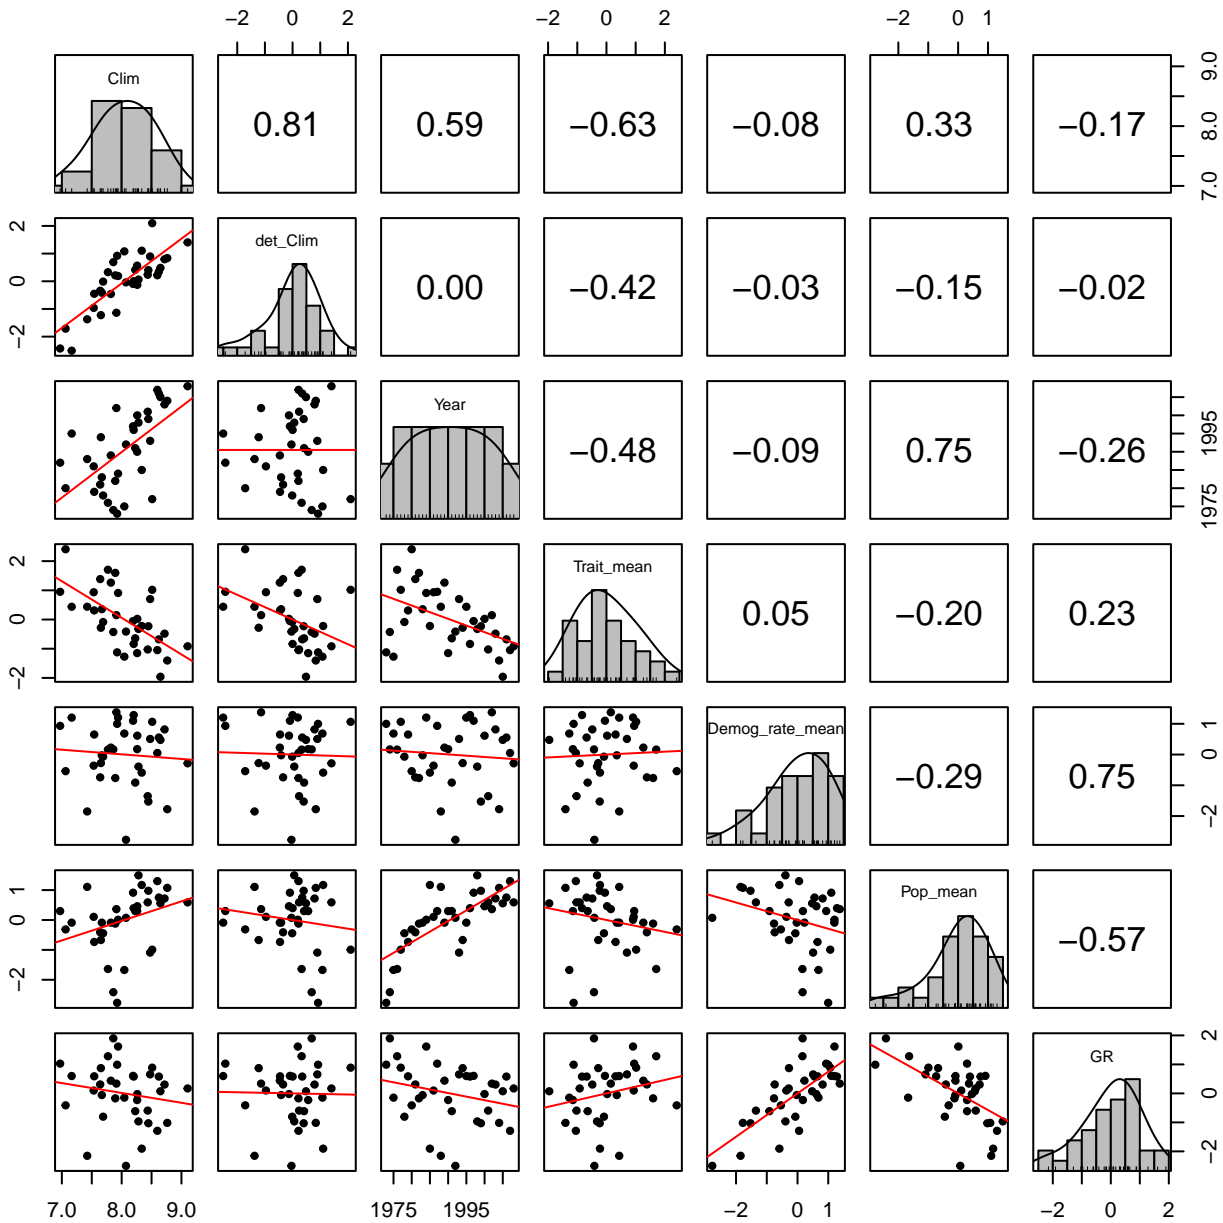 −2 0 2 −2 0 2 −2 0 1
Clim 0.81 0.59 −0.63 −0.08 0.33 −0.17 7.0 8.0 9.0
−2 0 2 det_Clim 0.00 −0.42 −0.03 −0.15 −0.02
Year −0.48 −0.09 0.75 −0.26 1975 1995
−2 0 2 Trait_mean 0.05 −0.20 0.23
Demog_rate_mean −0.29 0.75 −2 0 1
−2 0 1 Pop_mean −0.57
GR −2 0 2
7.0 8.0 9.0 1975 1995 −2 0 −2 0 2